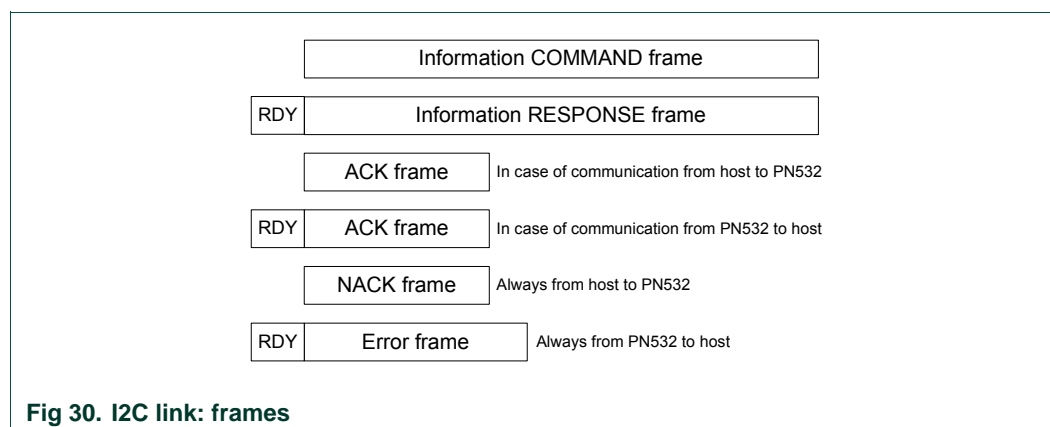 Information COMMAND frame
RDY Information RESPONSE frame
ACK frame In case of communication from host to PN532
RDY ACK frame In case of communication from PN532 to host
NACK frame Always from host to PN532
RDY Error frame Always from PN532 to host
Fig 30. I2C link: frames